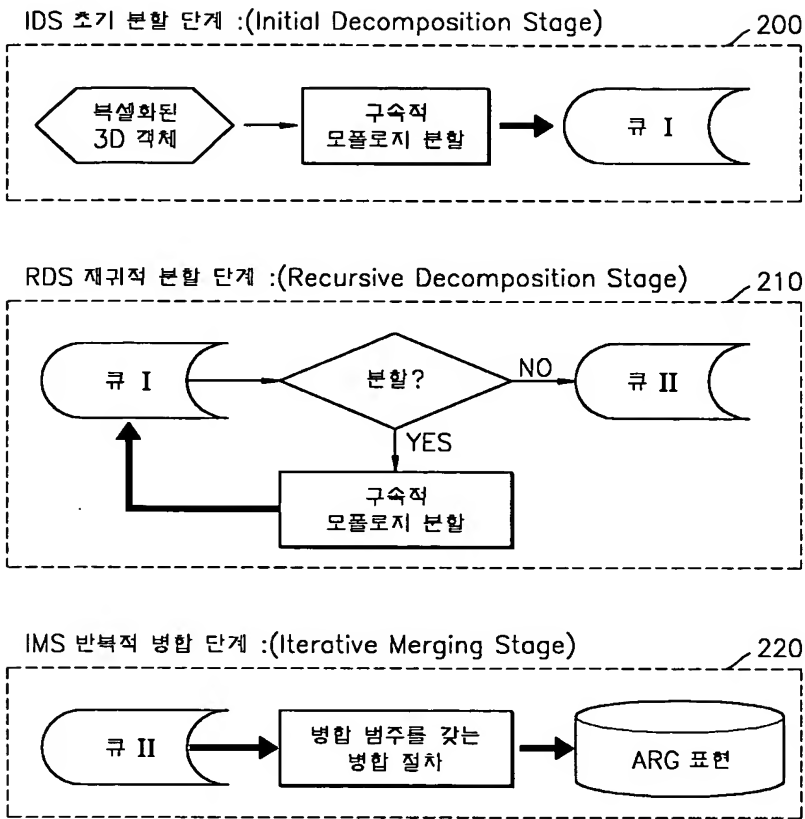 IDS 초기 분할 단계 :(Initial Decomposition Stage)
200
복셀화된
3D 객체
구속적
모폴로지 분할
큐 I
RDS 재귀적 분할 단계 :(Recursive Decomposition Stage)
210
큐 I
분할?
NO
큐 II
YES
구속적
모폴로지 분할
IMS 반복적 병합 단계 :(Iterative Merging Stage)
220
큐 II
병합 범주를 갖는
병합 절차
ARG 표현